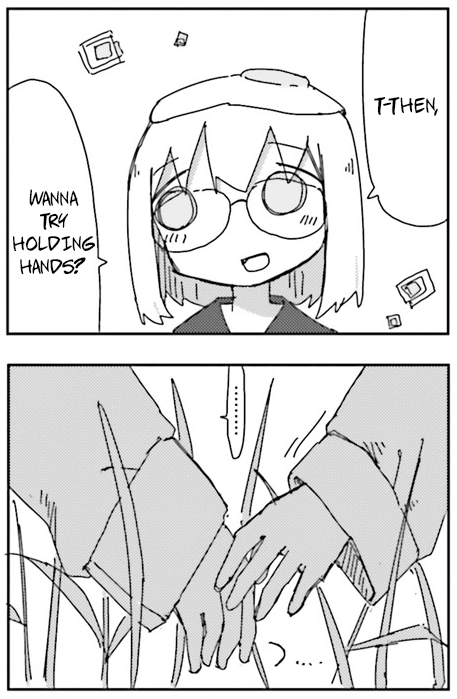 T-THEN,
WANNA
TRY
HOLDING
HANDS?
..........
....